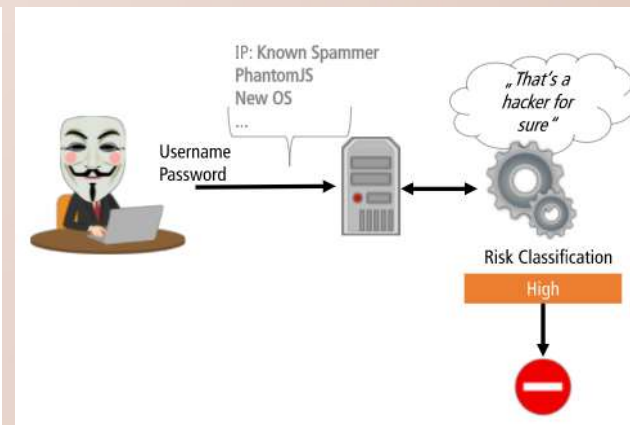 IP: Known Spammer
PhantomJS
New OS
...
Username
Password
„That's a
hacker for
sure“
Risk Classification
High